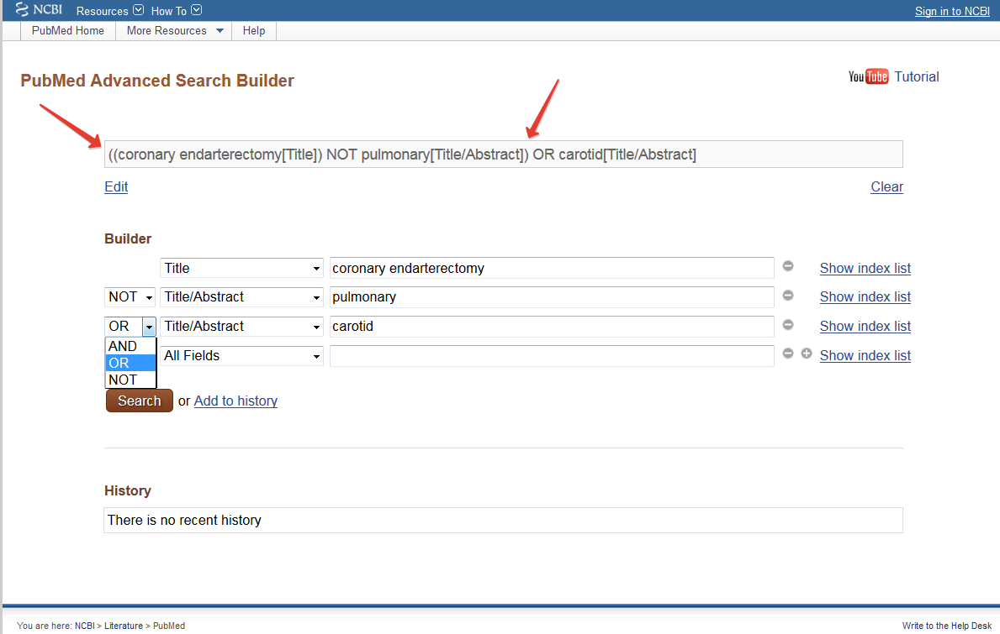 NCBI Resources How To Sign in to NCBI
PubMed Home More Resources Help
PubMed Advanced Search Builder
YouTube Tutorial
((coronary endarterectomy[Title]) NOT pulmonary[Title/Abstract]) OR carotid[Title/Abstract]
Edit Clear
Builder
Title coronary endarterectomy Show index list
NOT Title/Abstract pulmonary Show index list
OR Title/Abstract carotid Show index list
AND
All Fields Show index list
OR
NOT
Search or Add to history
History
There is no recent history
You are here: NCBI > Literature > PubMed Write to the Help Desk